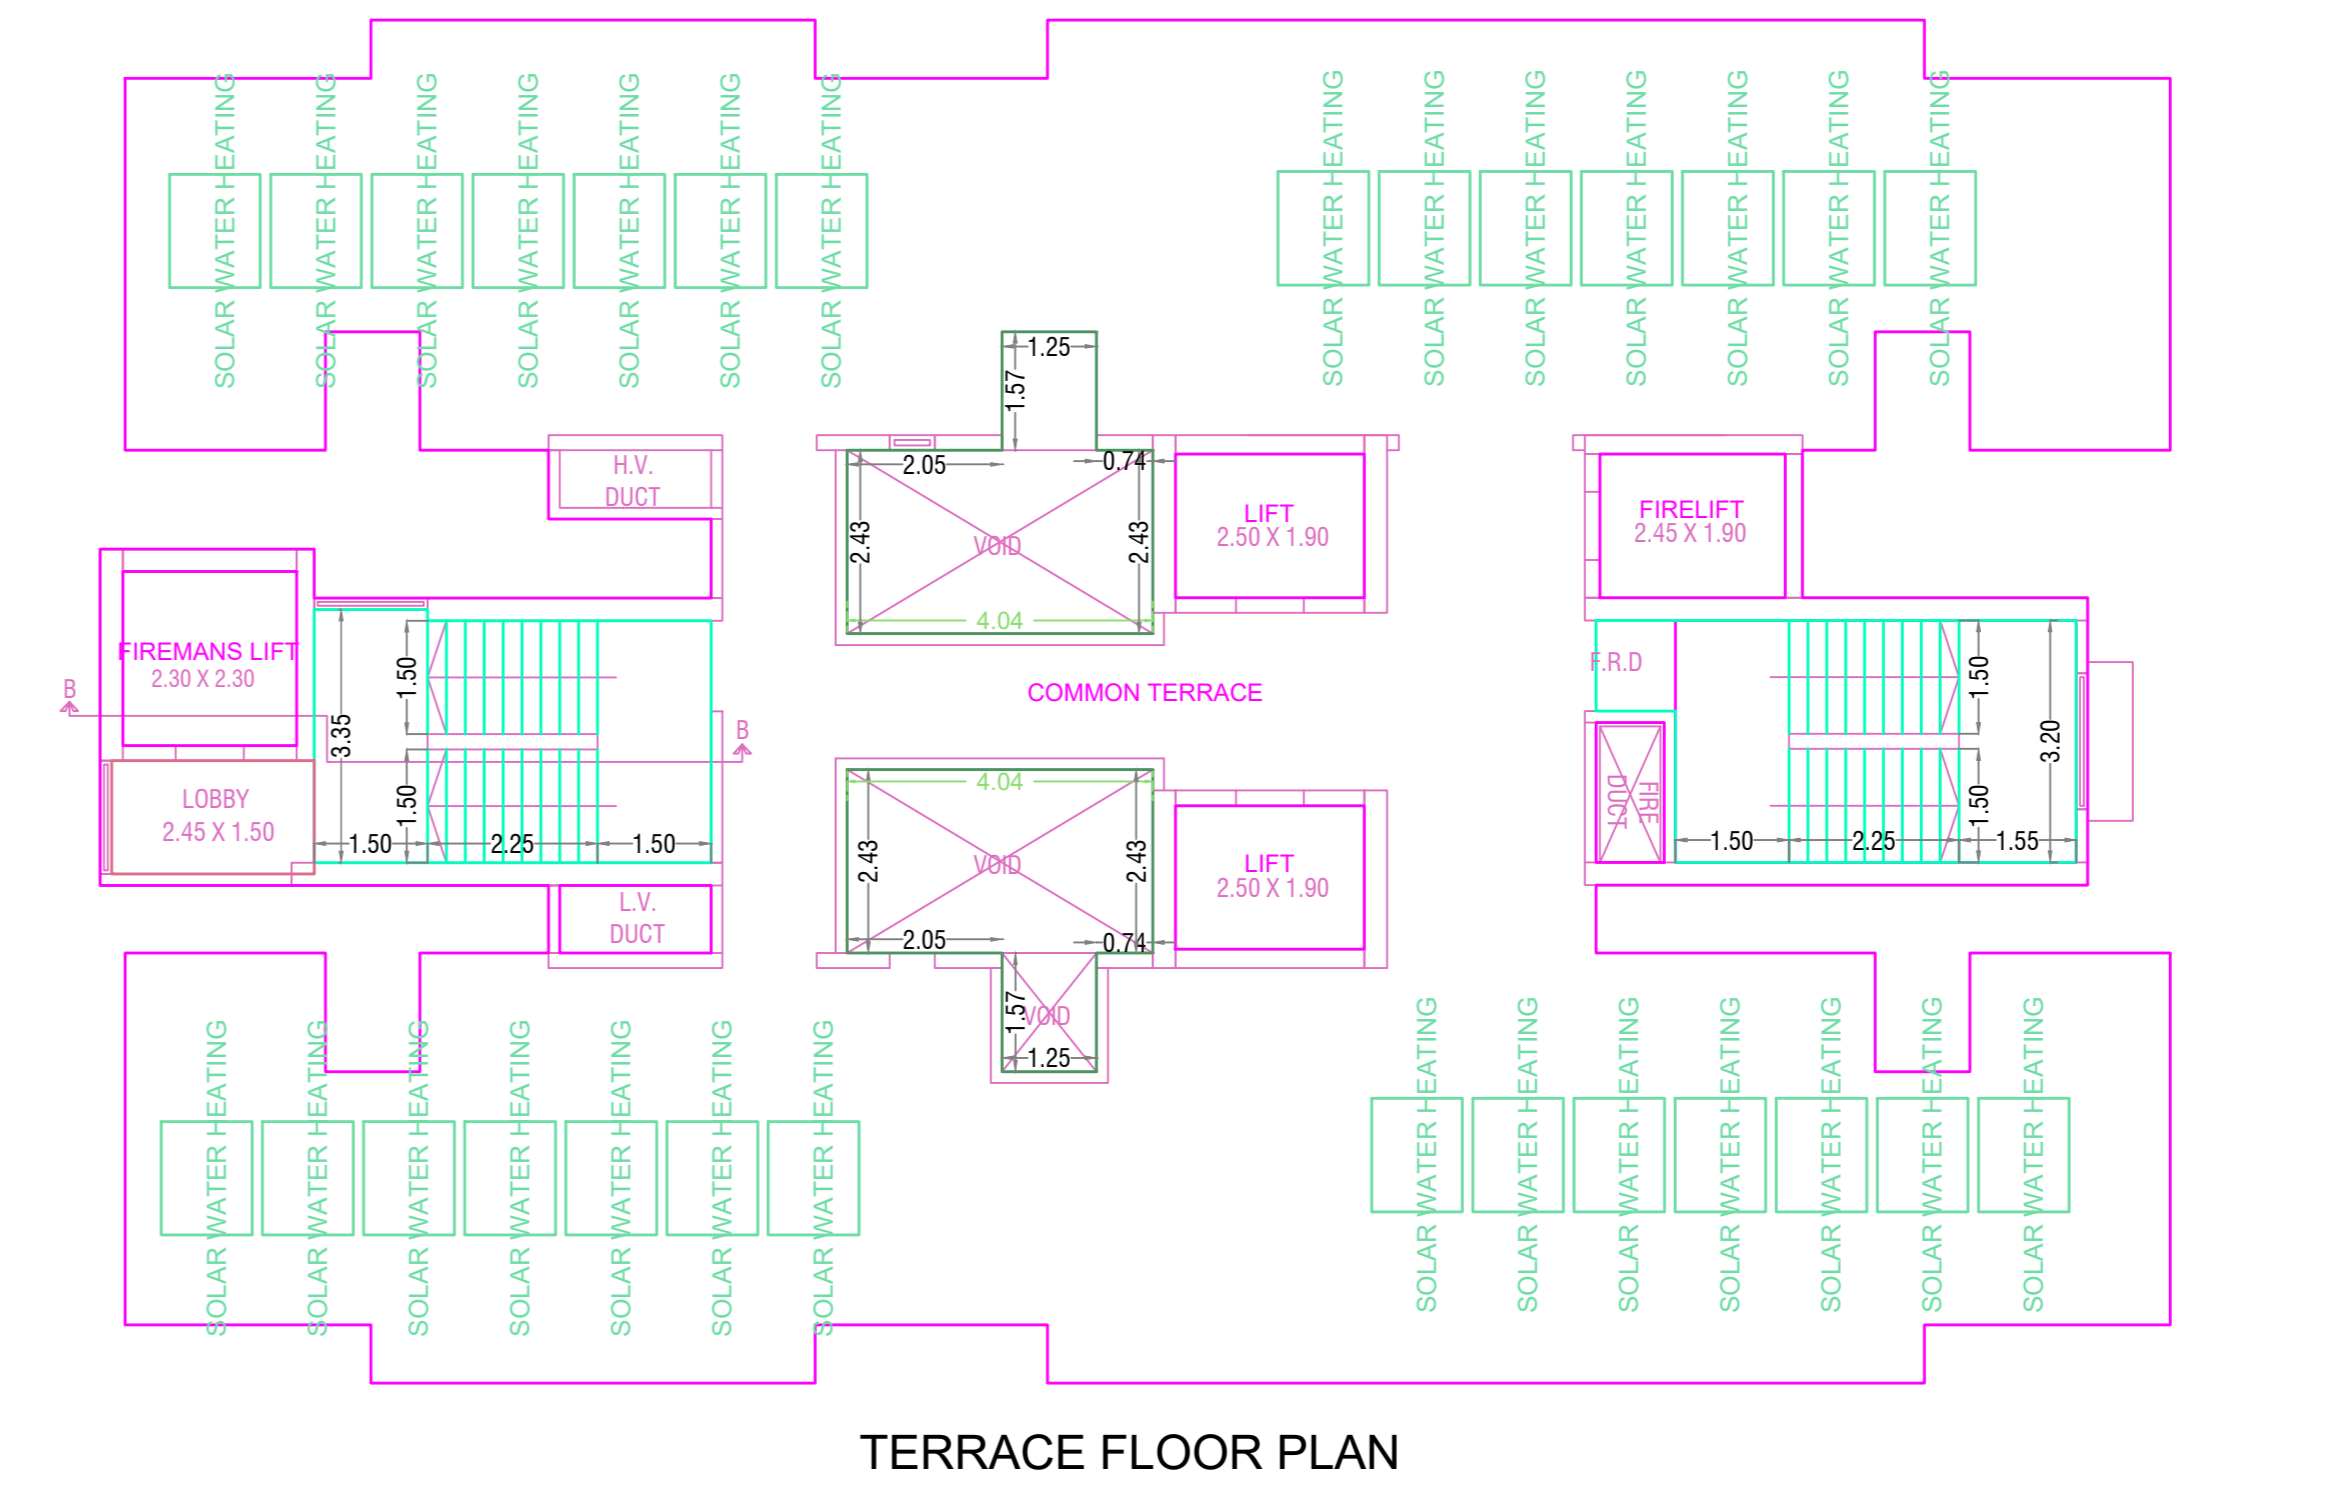 SOLAR WATER HEATING
SOLAR WATER HEATING
SOLAR WATER HEATING
SOLAR WATER HEATING
SOLAR WATER HEATING
SOLAR WATER HEATING
SOLAR WATER HEATING
SOLAR WATER HEATING
SOLAR WATER HEATING
SOLAR WATER HEATING
SOLAR WATER HEATING
SOLAR WATER HEATING
SOLAR WATER HEATING
SOLAR WATER HEATING
1.25
1.57
H.V.
DUCT
2.05
0.74
2.43
VOID
2.43
4.04
LIFT
2.50 X 1.90
FIRELIFT
2.45 X 1.90
FIREMANS LIFT
2.30 X 2.30
B
B
3.35
1.50
1.50
LOBBY
2.45 X 1.50
1.50
2.25
1.50
COMMON TERRACE
F.R.D
FIRE
DUCT
1.50
1.50
3.20
1.50
2.25
1.55
4.04
2.43
VOID
2.43
LIFT
2.50 X 1.90
L.V.
DUCT
2.05
0.74
1.57
VOID
1.25
SOLAR WATER HEATING
SOLAR WATER HEATING
SOLAR WATER HEATING
SOLAR WATER HEATING
SOLAR WATER HEATING
SOLAR WATER HEATING
SOLAR WATER HEATING
SOLAR WATER HEATING
SOLAR WATER HEATING
SOLAR WATER HEATING
SOLAR WATER HEATING
SOLAR WATER HEATING
SOLAR WATER HEATING
SOLAR WATER HEATING
TERRACE FLOOR PLAN